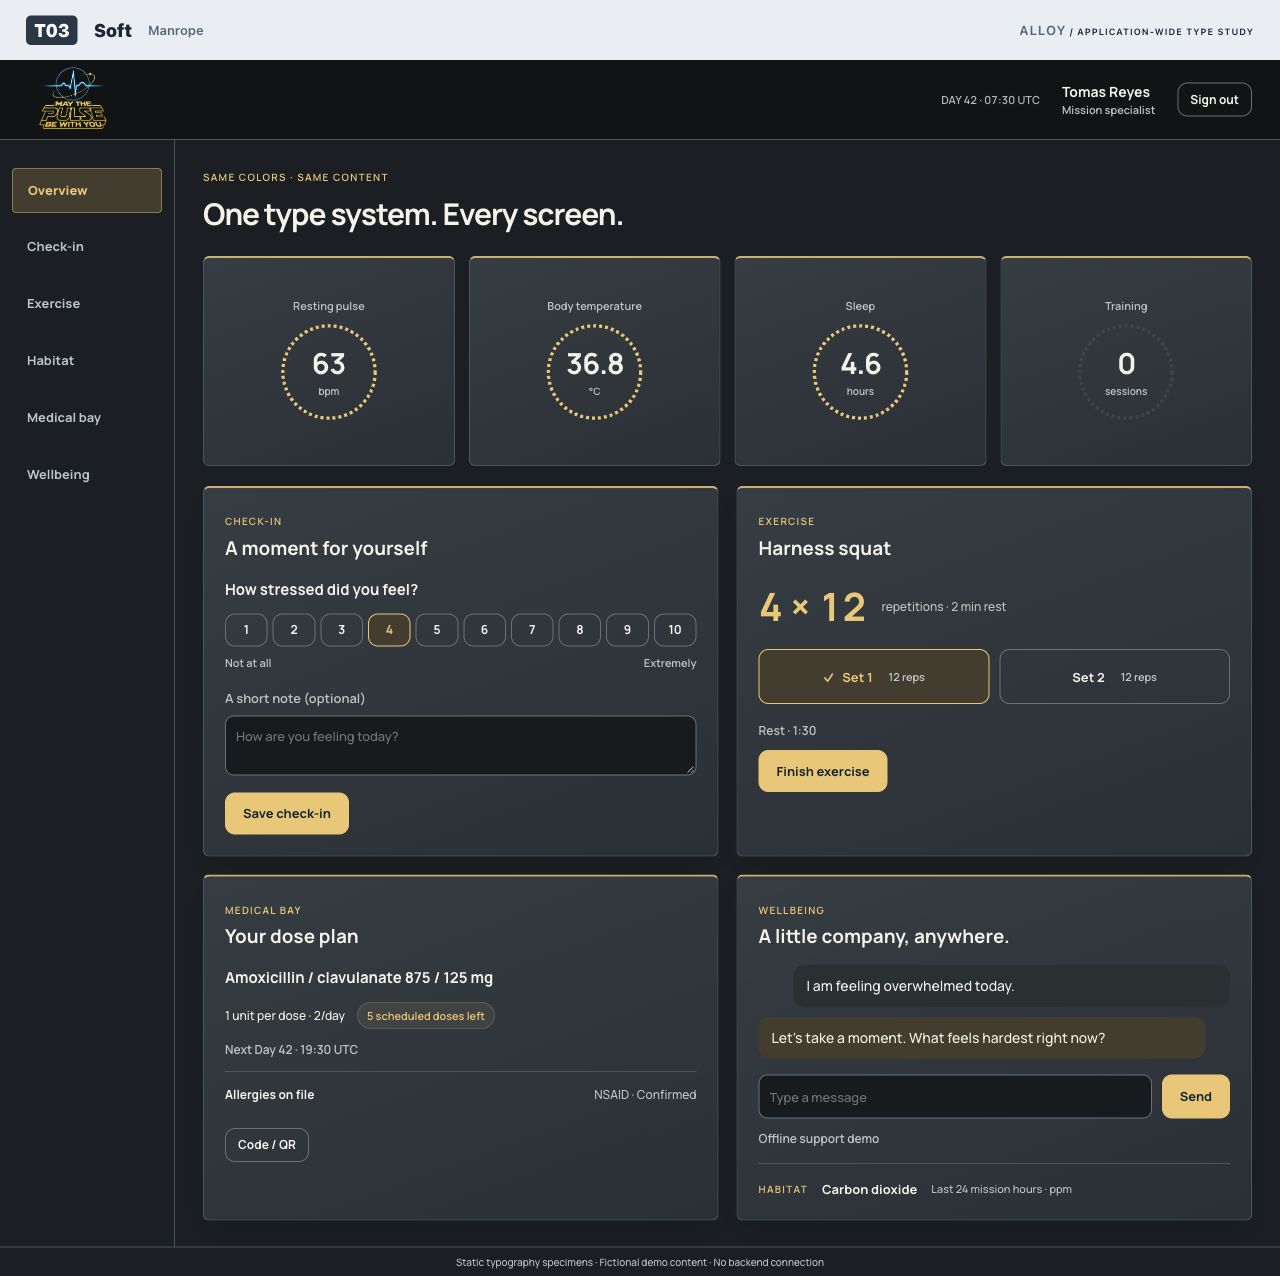 T03 Soft Manrope
ALLOY / APPLICATION-WIDE TYPE STUDY
MAY THE
PULSE
BE WITH YOU
DAY 42 · 07:30 UTC
Tomas Reyes
Mission specialist
Sign out
Overview
Check-in
Exercise
Habitat
Medical bay
Wellbeing
SAME COLORS · SAME CONTENT
One type system. Every screen.
Resting pulse
63
bpm
Body temperature
36.8
°C
Sleep
4.6
hours
Training
0
sessions
CHECK-IN
A moment for yourself
How stressed did you feel?
1 2 3 4 5 6 7 8 9 10
Not at all Extremely
A short note (optional)
How are you feeling today?
Save check-in
EXERCISE
Harness squat
4 × 12 repetitions · 2 min rest
✓ Set 1 12 reps
Set 2 12 reps
Rest · 1:30
Finish exercise
MEDICAL BAY
Your dose plan
Amoxicillin / clavulanate 875 / 125 mg
1 unit per dose · 2/day 5 scheduled doses left
Next Day 42 · 19:30 UTC
Allergies on file NSAID · Confirmed
Code / QR
WELLBEING
A little company, anywhere.
I am feeling overwhelmed today.
Let's take a moment. What feels hardest right now?
Type a message
Send
Offline support demo
HABITAT Carbon dioxide Last 24 mission hours · ppm
Static typography specimens · Fictional demo content · No backend connection